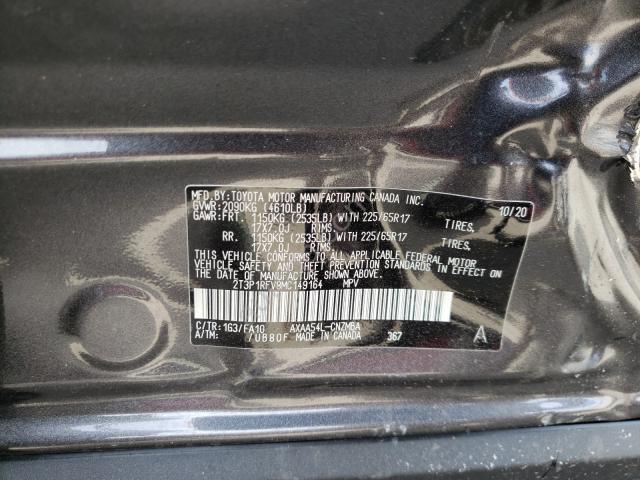 MFD.BY:TOYOTA MOTOR MANUFACTURING CANADA INC.
GVWR:2090KG (4610LB) 10/20
GAWR:FRT. 1150KG (2535LB) WITH 225/65R17 TIRES,
17X7.0J RIMS,
RR. 1150KG (2535LB) WITH 225/65R17 TIRES,
17X7.0J RIMS,
THIS VEHICLE CONFORMS TO ALL APPLICABLE FEDERAL MOTOR
VEHICLE SAFETY AND THEFT PREVENTION STANDARDS IN EFFECT
ON THE DATE OF MANUFACTURE SHOWN ABOVE.
2T3P1RFV9MC149164 MPV
C/TR:163/FA10 AXAA54L-CNZMBA
A/TM: /UB80F MADE IN CANADA 367 A